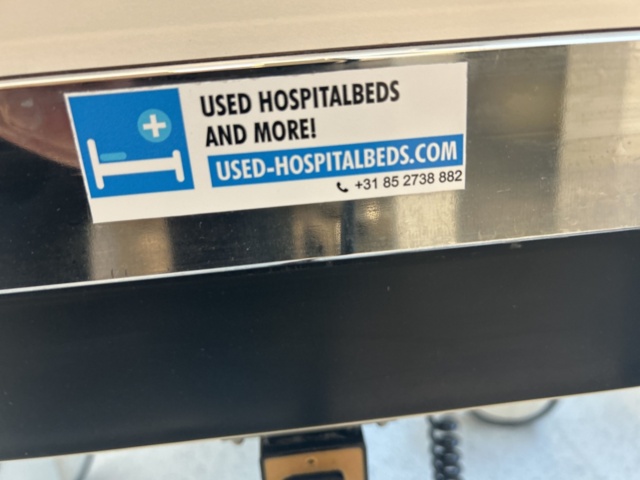 USED HOSPITALBEDS
AND MORE!
USED-HOSPITALBEDS.COM
+31 85 2738 882